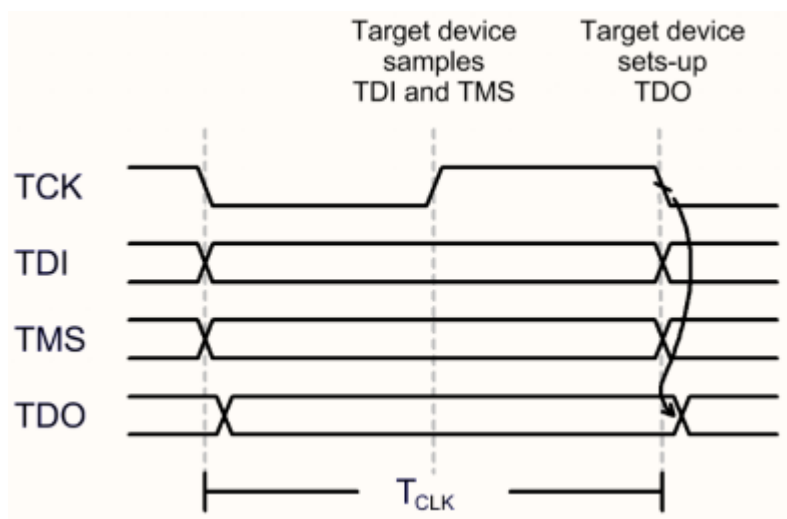 Target device
samples
TDI and TMS
Target device
sets-up
TDO
TCK
TDI
TMS
TDO
TCLK